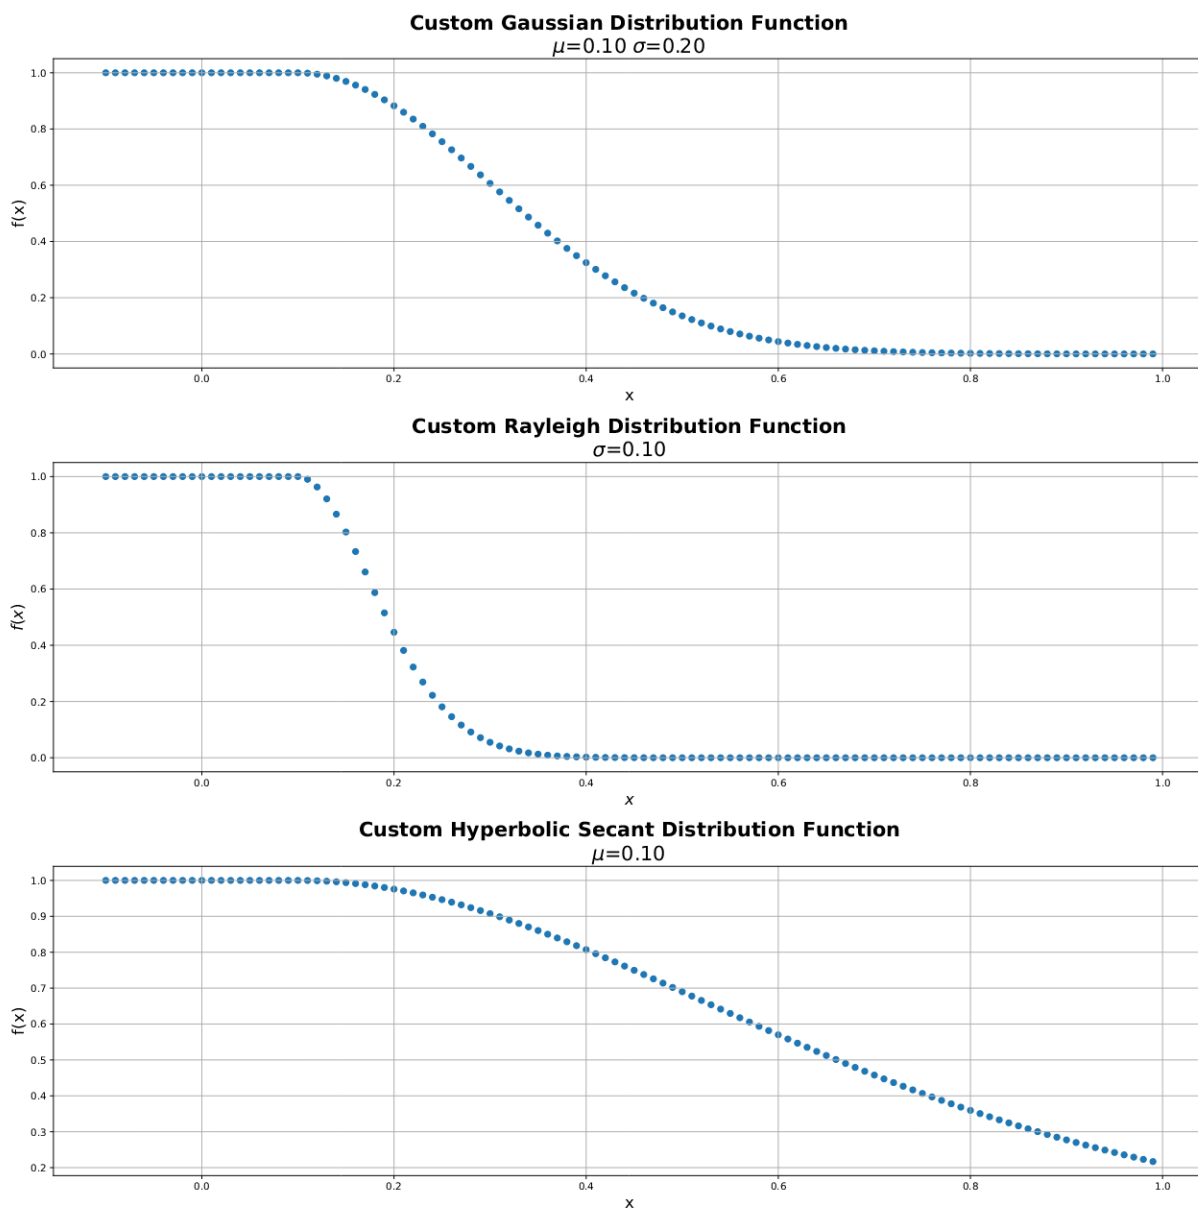 Custom Gaussian Distribution Function
μ=0.10 σ=0.20
1.0
0.8
0.6
0.4
0.2
0.0
f(x)
0.0 0.2 0.4 0.6 0.8 1.0
x
Custom Rayleigh Distribution Function
σ=0.10
1.0
0.8
0.6
0.4
0.2
0.0
f(x)
0.0 0.2 0.4 0.6 0.8 1.0
x
Custom Hyperbolic Secant Distribution Function
μ=0.10
1.0
0.9
0.8
0.7
0.6
0.5
0.4
0.3
0.2
f(x)
0.0 0.2 0.4 0.6 0.8 1.0
x